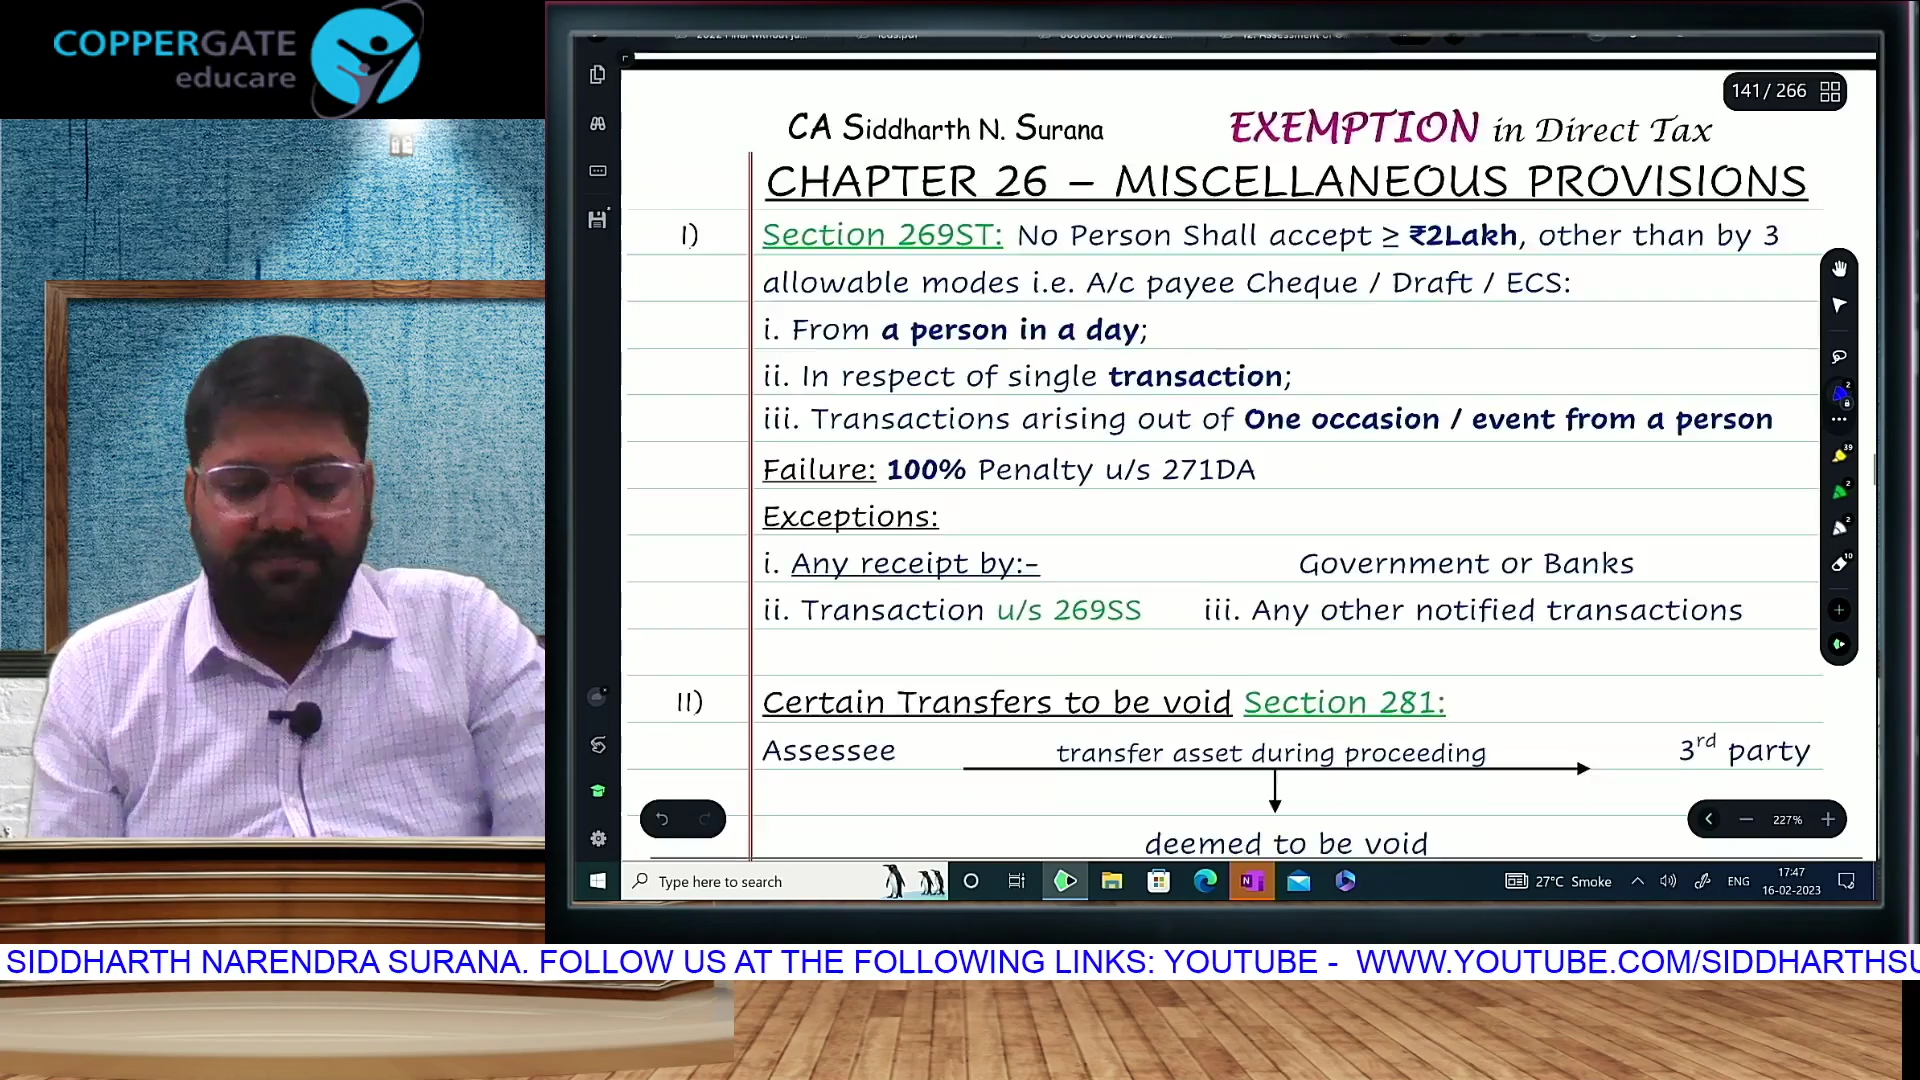 COPPERGATE
educare
141 / 266
CA Siddharth N. Surana
EXEMPTION in Direct Tax
CHAPTER 26 – MISCELLANEOUS PROVISIONS
I)
Section 269ST: No Person Shall accept ≥ ₹2Lakh, other than by 3
allowable modes i.e. A/c payee Cheque / Draft / ECS:
i. From a person in a day;
ii. In respect of single transaction;
iii. Transactions arising out of One occasion / event from a person
Failure: 100% Penalty u/s 271DA
Exceptions:
i. Any receipt by:- Government or Banks
ii. Transaction u/s 269SS iii. Any other notified transactions
II)
Certain Transfers to be void Section 281:
Assessee transfer asset during proceeding 3rd party
deemed to be void
227%
Type here to search
27°C Smoke
ENG
17:47
16-02-2023
SIDDHARTH NARENDRA SURANA. FOLLOW US AT THE FOLLOWING LINKS: YOUTUBE - WWW.YOUTUBE.COM/SIDDHARTHSU